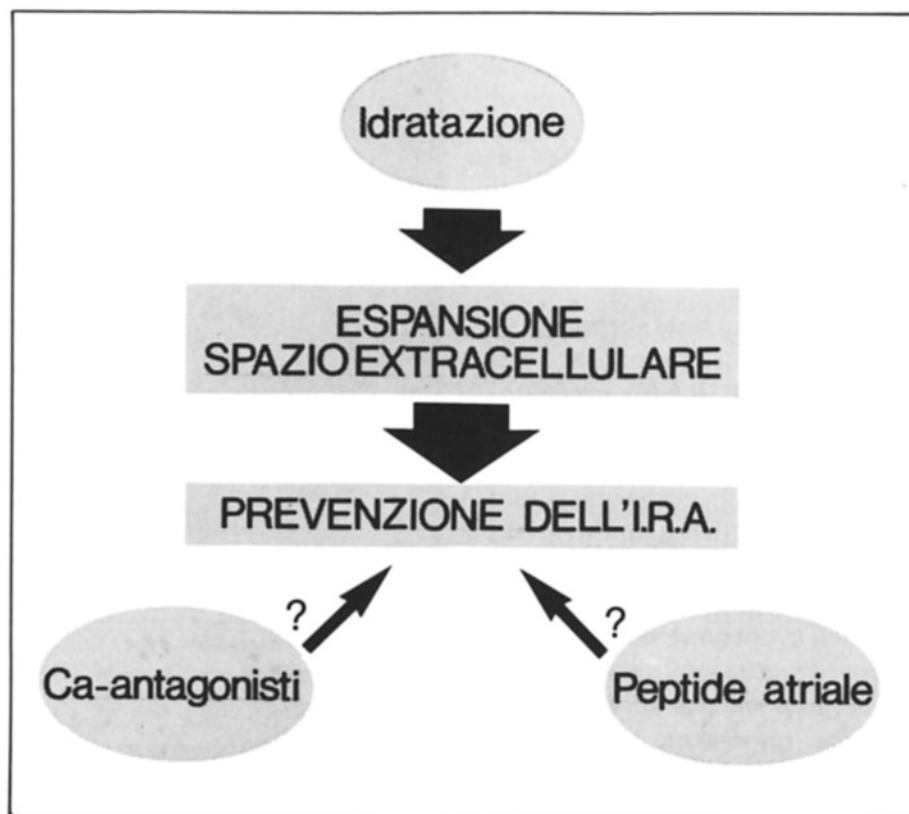 Idratazione
ESPANSIONE
SPAZIO EXTRACELLULARE
PREVENZIONE DELL'I.R.A.
?
?
Ca-antagonisti
Peptide atriale